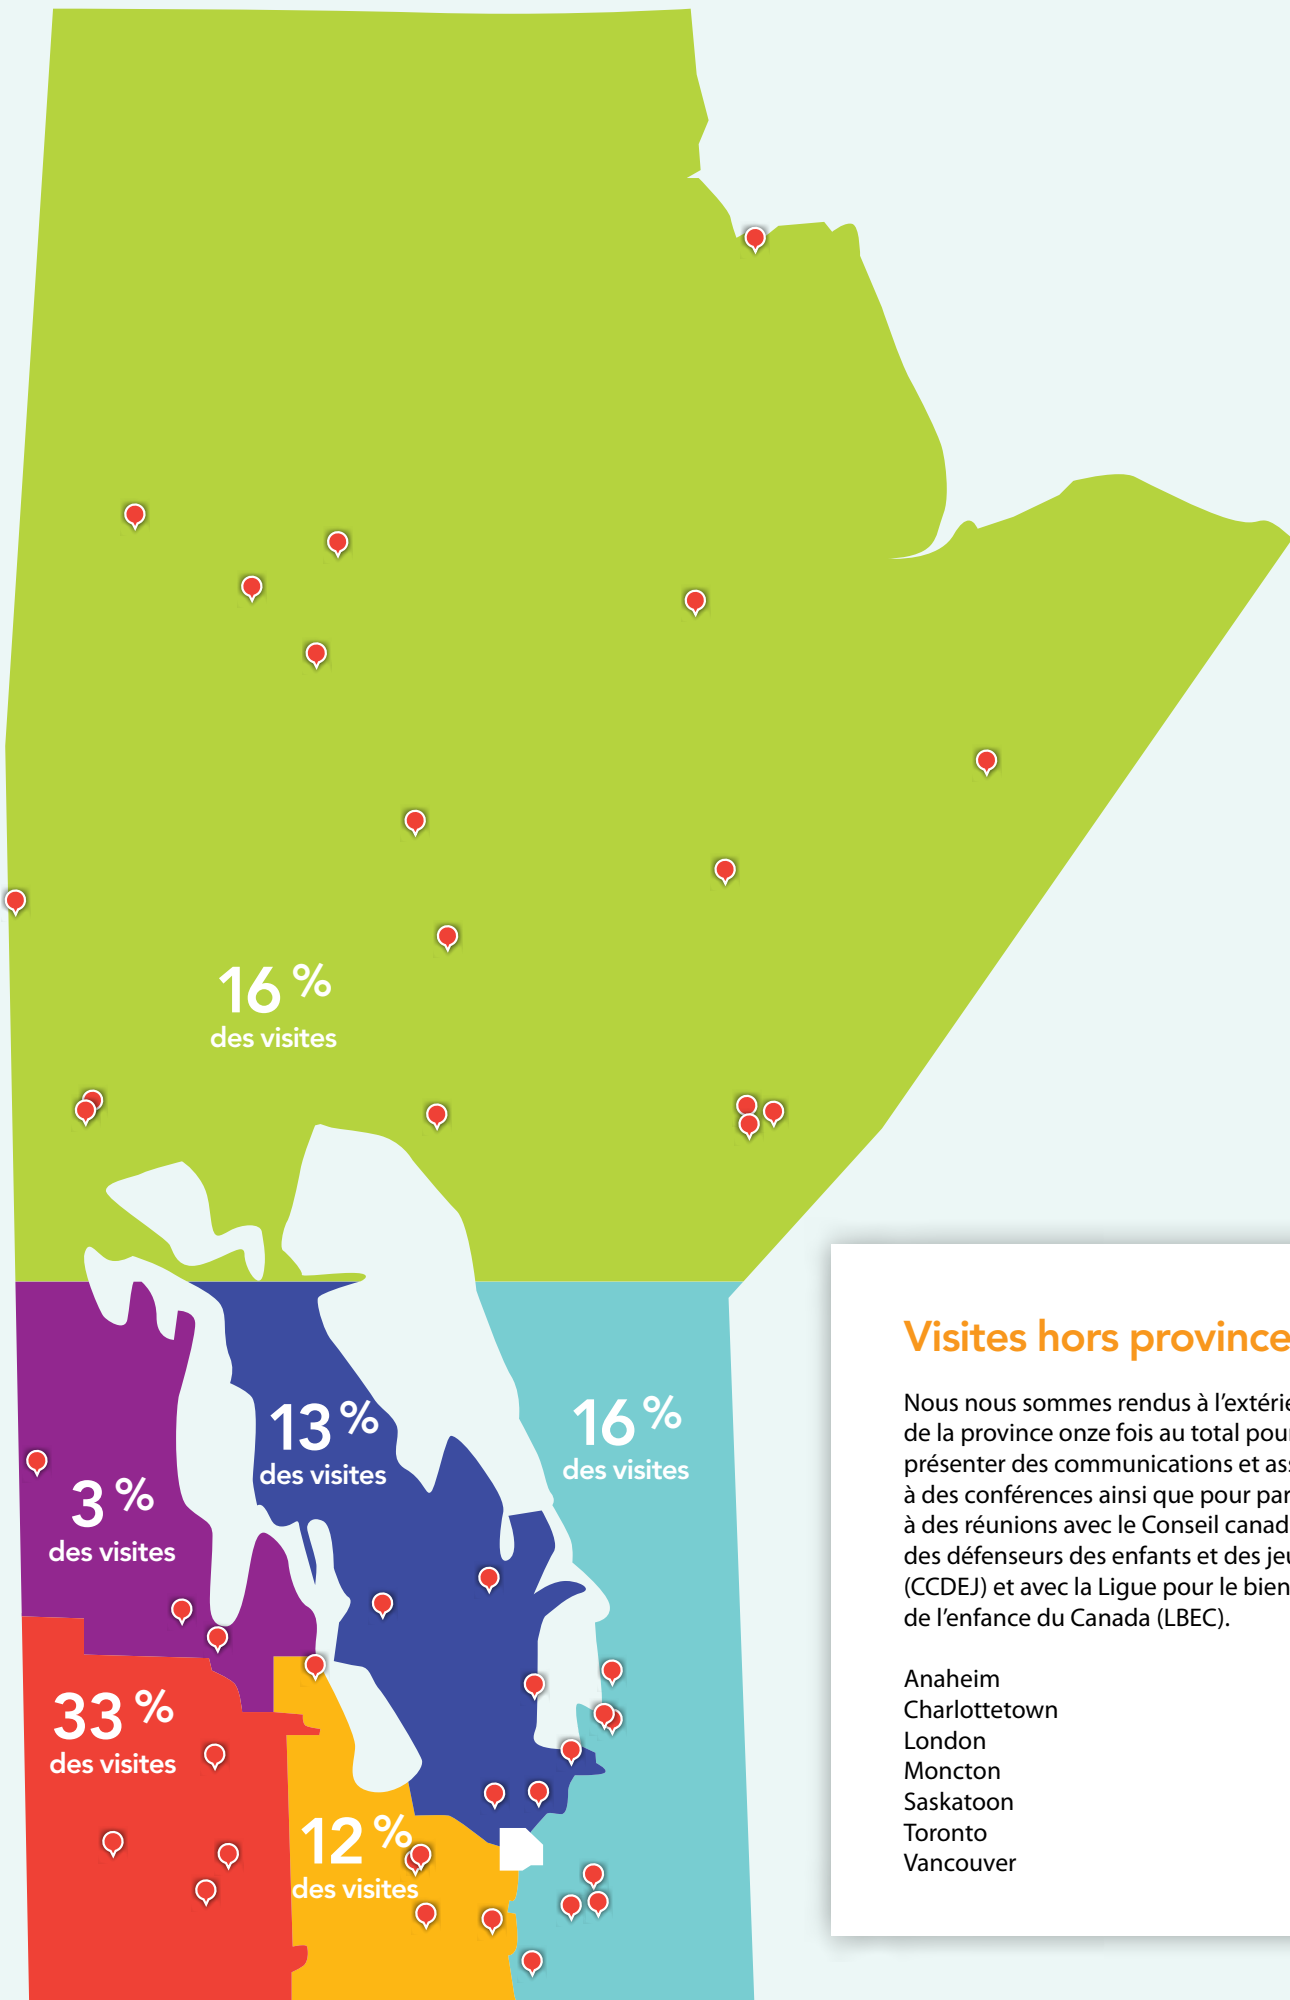 16 %
des visites
13 %
des visites
16 %
des visites
3 %
des visites
33 %
des visites
12 %
des visites
Visites hors province
Nous nous sommes rendus à l'extérie
de la province onze fois au total pour
présenter des communications et ass
à des conférences ainsi que pour par
à des réunions avec le Conseil canad
des défenseurs des enfants et des jeu
(CCDEJ) et avec la Ligue pour le bien
de l'enfance du Canada (LBEC).
Anaheim
Charlottetown
London
Moncton
Saskatoon
Toronto
Vancouver